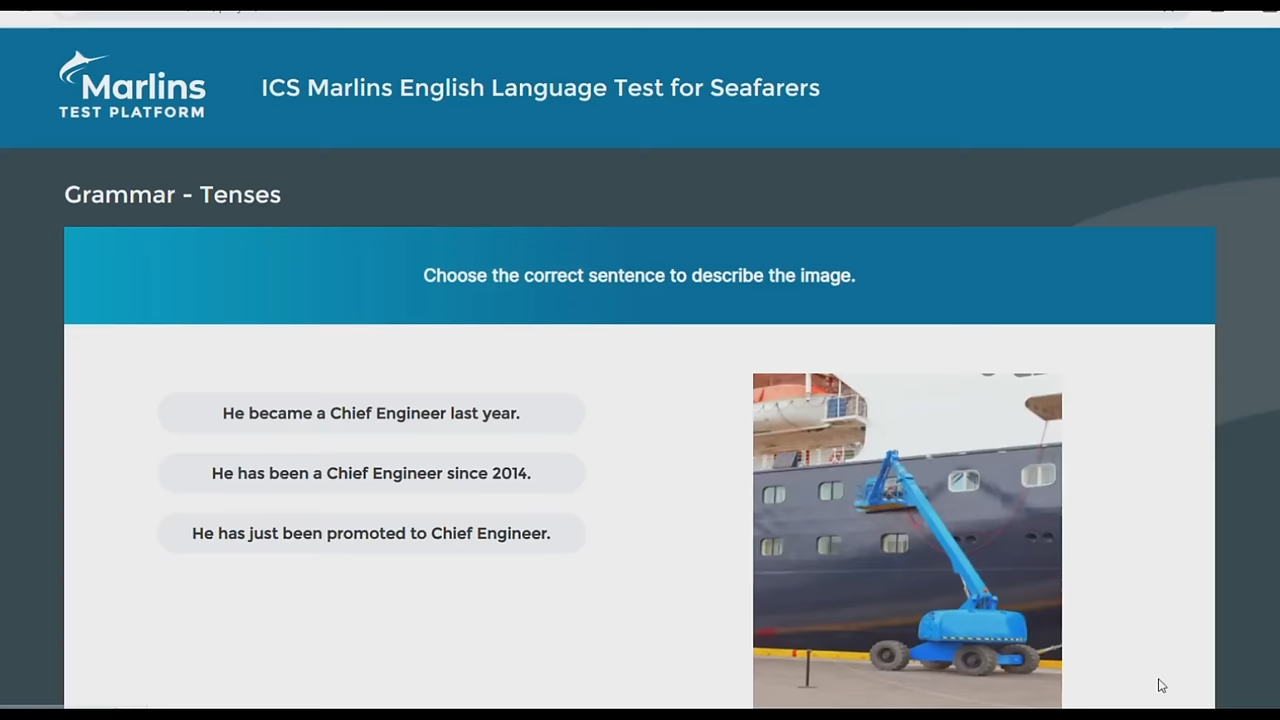 Marlins
TEST PLATFORM
ICS Marlins English Language Test for Seafarers
Grammar - Tenses
Choose the correct sentence to describe the image.
He became a Chief Engineer last year.
He has been a Chief Engineer since 2014.
He has just been promoted to Chief Engineer.